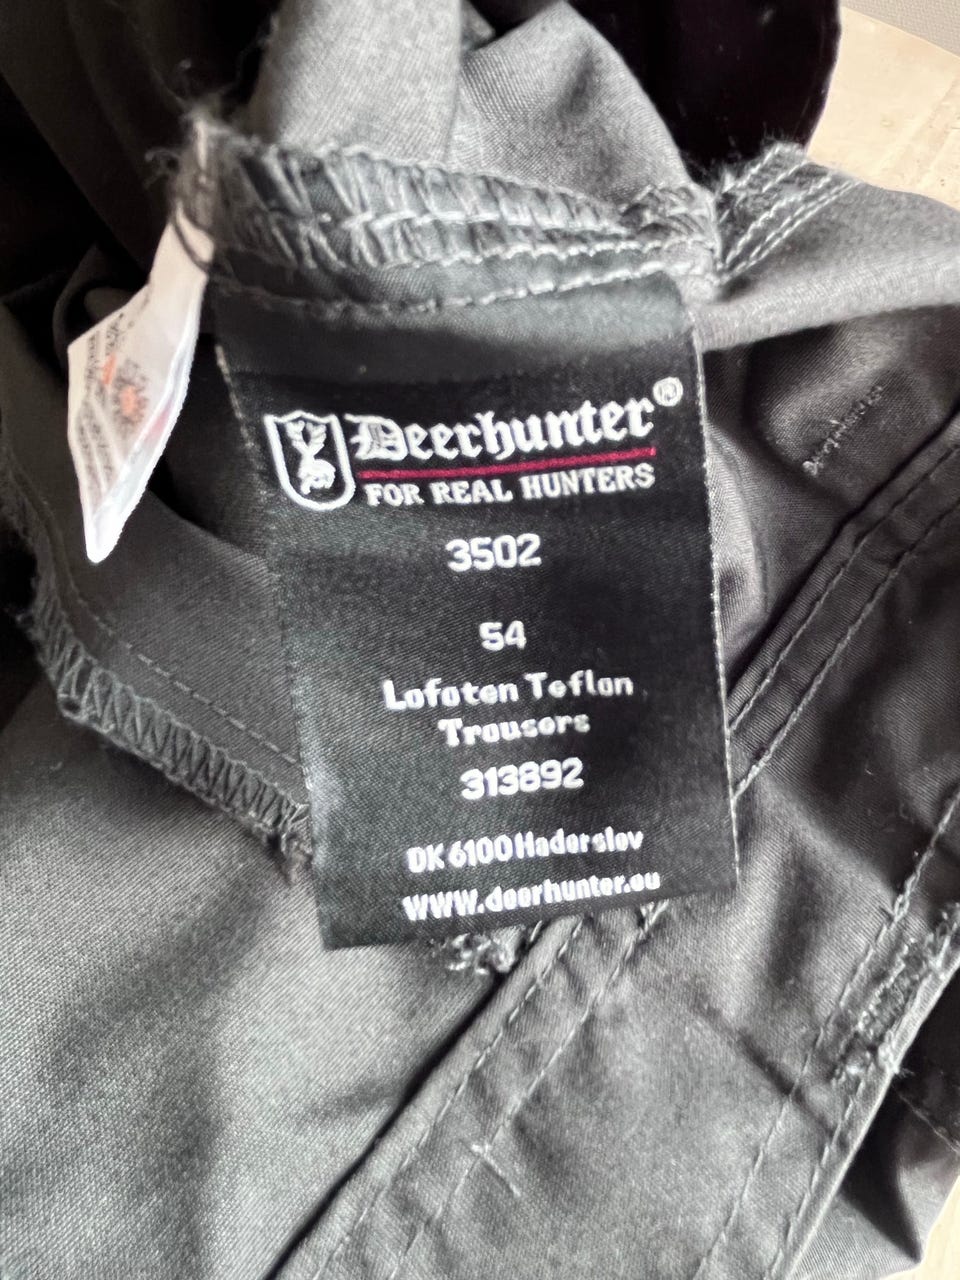 Deerhunter®
FOR REAL HUNTERS
3502
54
Lofoten Teflon
Trousers
313892
DK 6100 Haderslev
WWW.deerhunter.eu